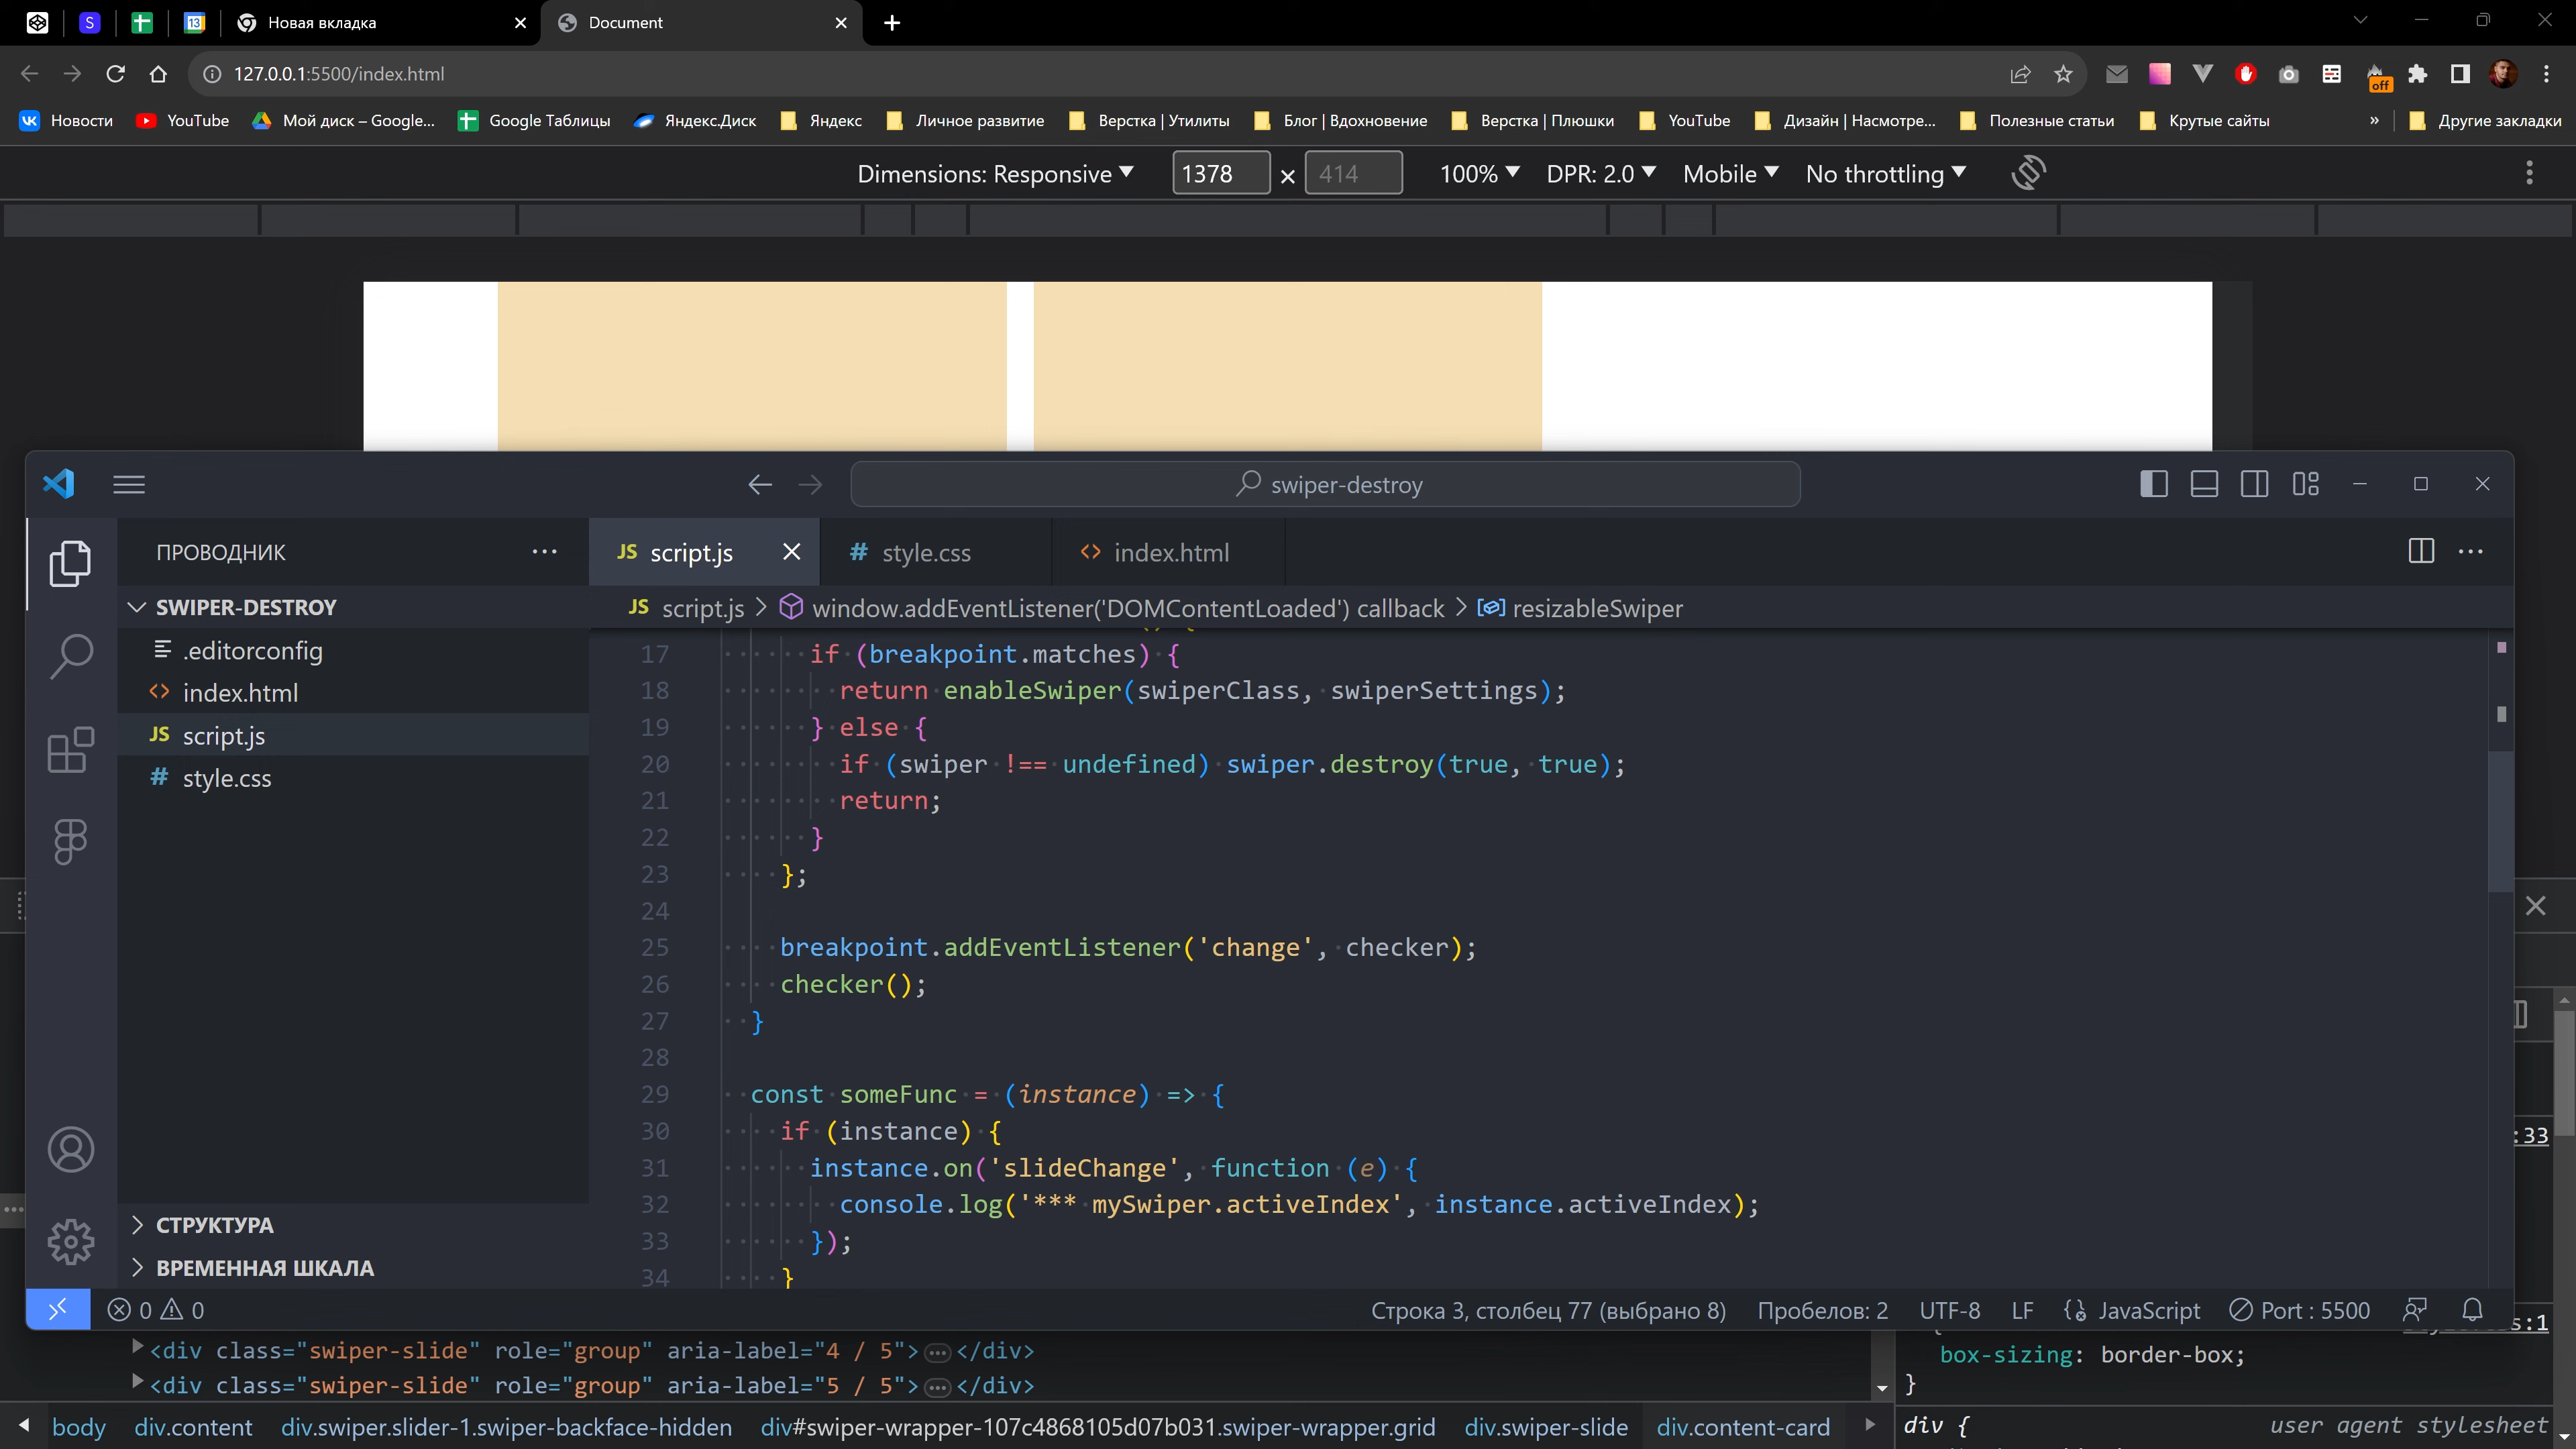 Новая вкладка
Document
127.0.0.1:5500/index.html
off
Новости
YouTube
Мой диск – Google...
Google Таблицы
Яндекс.Диск
Яндекс
Личное развитие
Верстка | Утилиты
Блог | Вдохновение
Верстка | Плюшки
YouTube
Дизайн | Насмотре...
Полезные статьи
Крутые сайты
»
Другие закладки
Dimensions: Responsive 1378 × 414 100% DPR: 2.0 Mobile No throttling
swiper-destroy
ПРОВОДНИК
JS script.js
# style.css
<> index.html
SWIPER-DESTROY
.editorconfig
<> index.html
JS script.js
# style.css
СТРУКТУРА
ВРЕМЕННАЯ ШКАЛА
JS script.js > window.addEventListener('DOMContentLoaded') callback > resizableSwiper
17 if (breakpoint.matches) {
18 return enableSwiper(swiperClass, swiperSettings);
19 } else {
20 if (swiper !== undefined) swiper.destroy(true, true);
21 return;
22 }
23 };
24
25 breakpoint.addEventListener('change', checker);
26 checker();
27 }
28
29 const someFunc = (instance) => {
30 if (instance) {
31 instance.on('slideChange', function (e) {
32 console.log('*** mySwiper.activeIndex', instance.activeIndex);
33 });
34 }
0 0
Строка 3, столбец 77 (выбрано 8) Пробелов: 2 UTF-8 LF JavaScript Port : 5500
:33
s:1
<div class="swiper-slide" role="group" aria-label="4 / 5">…</div>
<div class="swiper-slide" role="group" aria-label="5 / 5">…</div>
box-sizing: border-box;
}
body div.content div.swiper.slider-1.swiper-backface-hidden div#swiper-wrapper-107c4868105d07b031.swiper-wrapper.grid div.swiper-slide div.content-card
div { user agent stylesheet